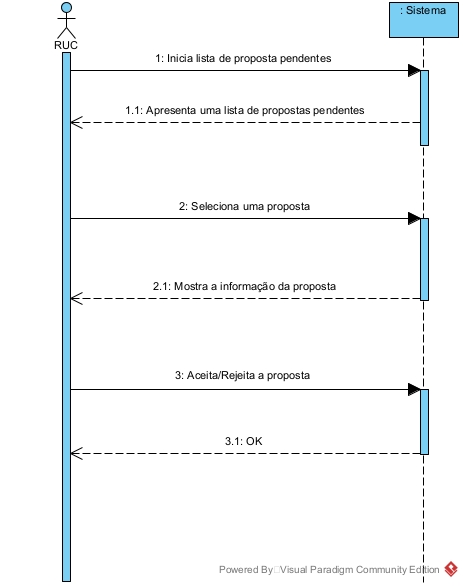 : Sistema
RUC
1: Inicia lista de proposta pendentes
1.1: Apresenta uma lista de propostas pendentes
2: Seleciona uma proposta
2.1: Mostra a informação da proposta
3: Aceita/Rejeita a proposta
3.1: OK
Powered By Visual Paradigm Community Edition